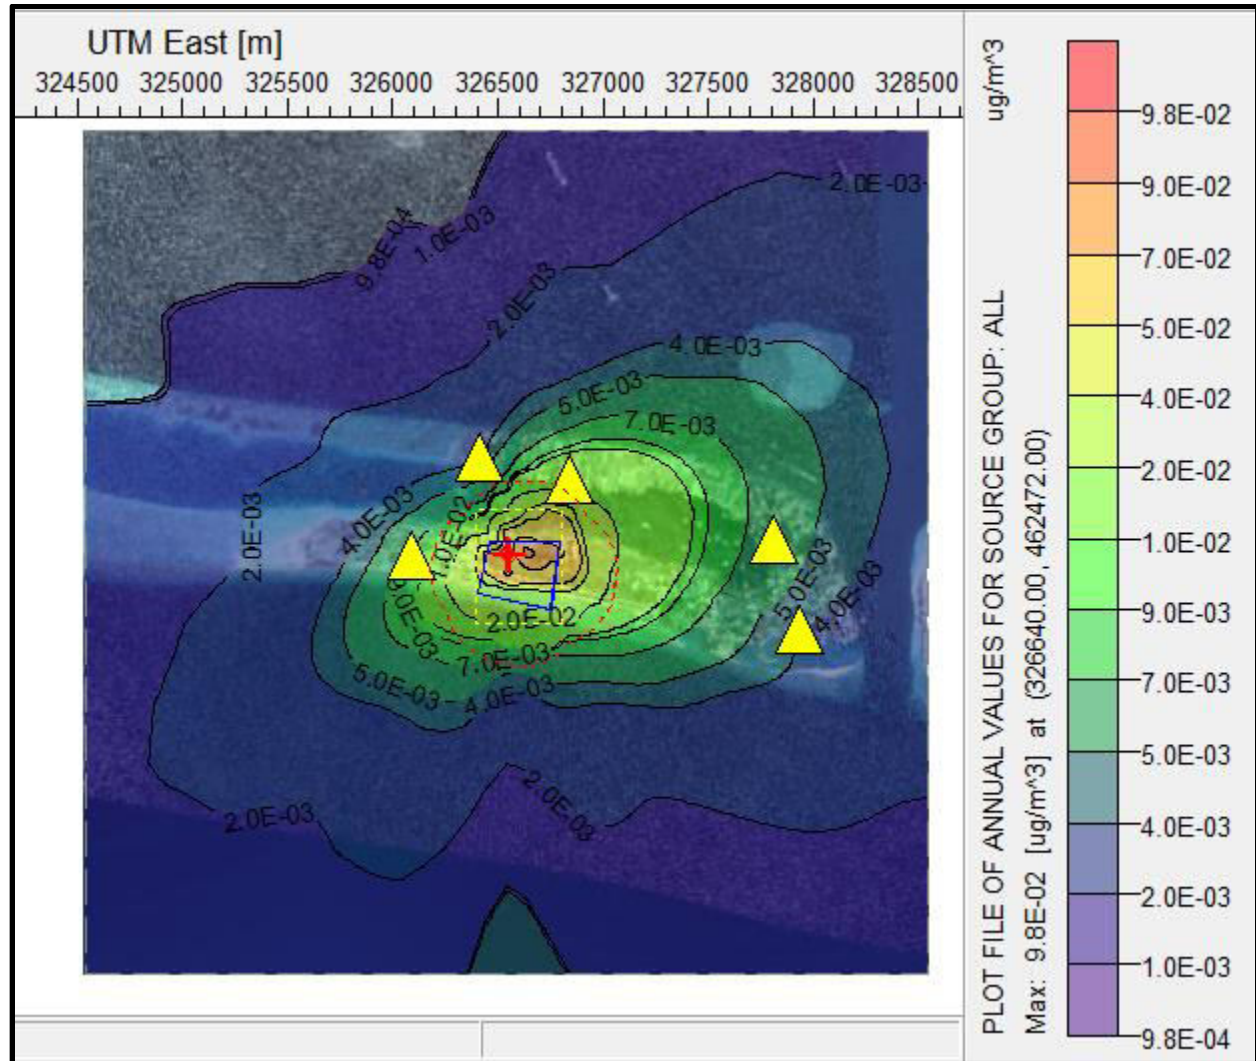 UTM East [m]
324500 325000 325500 326000 326500 327000 327500 328000 328500
2.0E-03
9.8E-04
1.0E-03
2.0E-03
4.0E-03
5.0E-03
7.0E-03
2.0E-03
4.0E-03
1.0E-02
9.0E-03
5.0E-03
4.0E-03
2.0E-02
7.0E-03
5.0E-03
4.0E-03
2.0E-03
2.0E-03
PLOT FILE OF ANNUAL VALUES FOR SOURCE GROUP: ALL
ug/m^3
Max: 9.8E-02 [ug/m^3] at (326640.00, 462472.00)
9.8E-02
9.0E-02
7.0E-02
5.0E-02
4.0E-02
2.0E-02
1.0E-02
9.0E-03
7.0E-03
5.0E-03
4.0E-03
2.0E-03
1.0E-03
9.8E-04